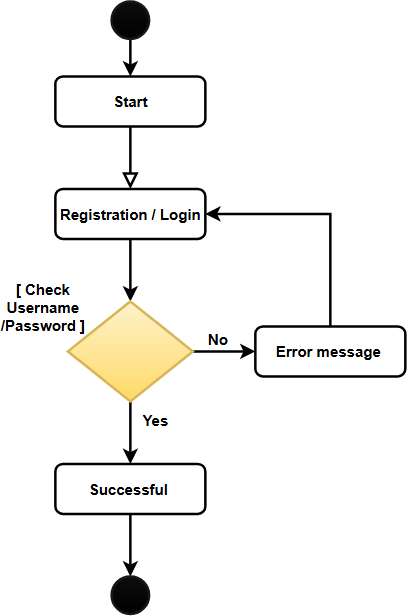 Start
Registration / Login
[ Check
Username
/Password ]
No
Error message
Yes
Successful